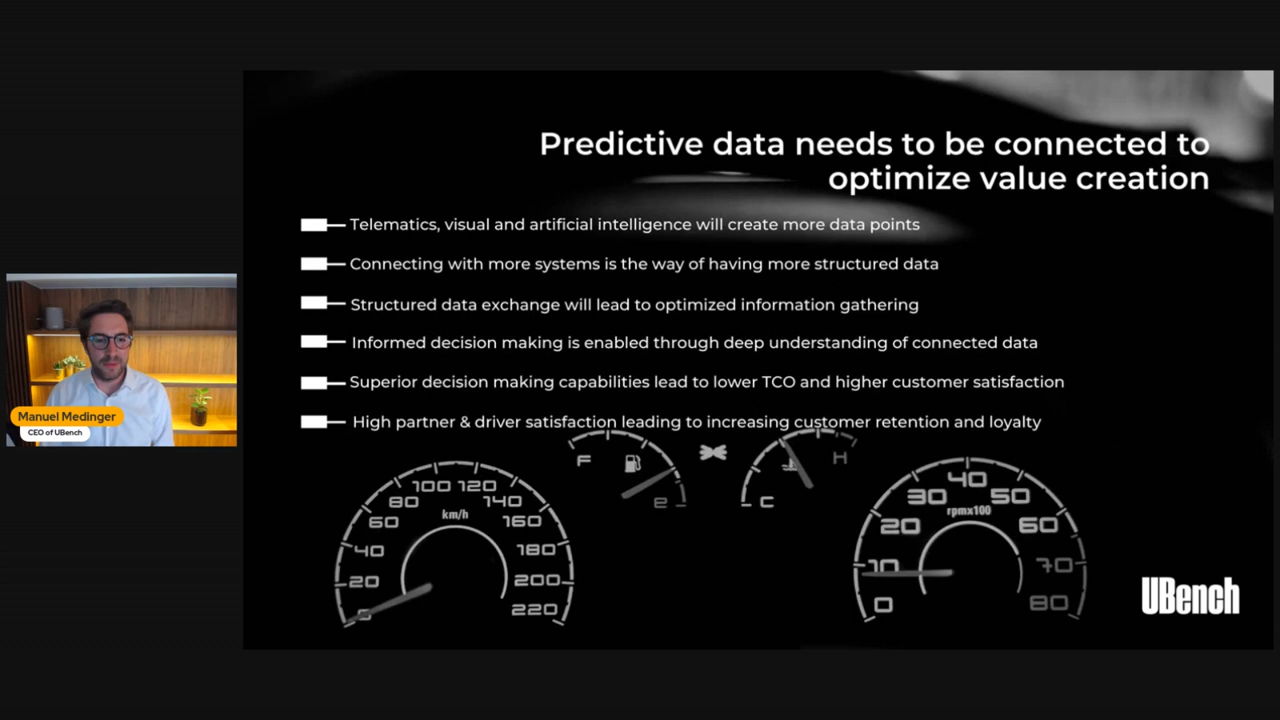 Predictive data needs to be connected to
optimize value creation
Telematics, visual and artificial intelligence will create more data points
Connecting with more systems is the way of having more structured data
Structured data exchange will lead to optimized information gathering
Informed decision making is enabled through deep understanding of connected data
Superior decision making capabilities lead to lower TCO and higher customer satisfaction
High partner & driver satisfaction leading to increasing customer retention and loyalty
Manuel Medinger
CEO of UBench
F
e
C
H
0
20
40
60
80
100
120
140
160
180
200
220
km/h
0
10
20
30
40
50
60
70
80
rpmx100
UBench